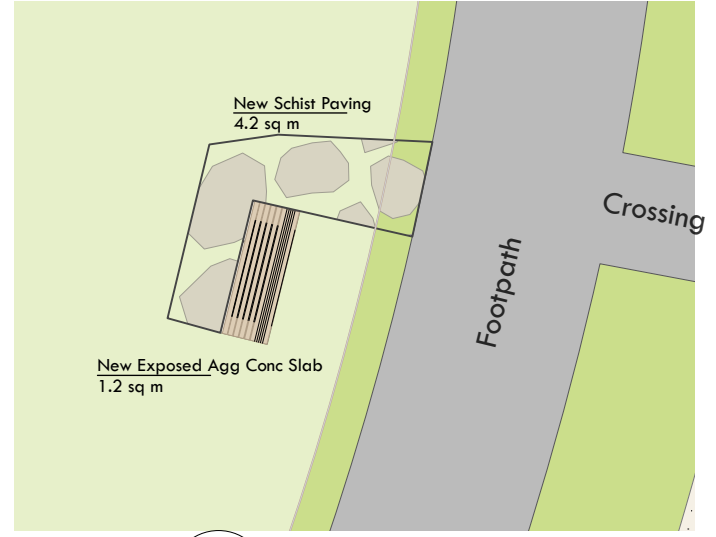 New Schist Paving
4.2 sq m
Crossing
Footpath
New Exposed Agg Conc Slab
1.2 sq m